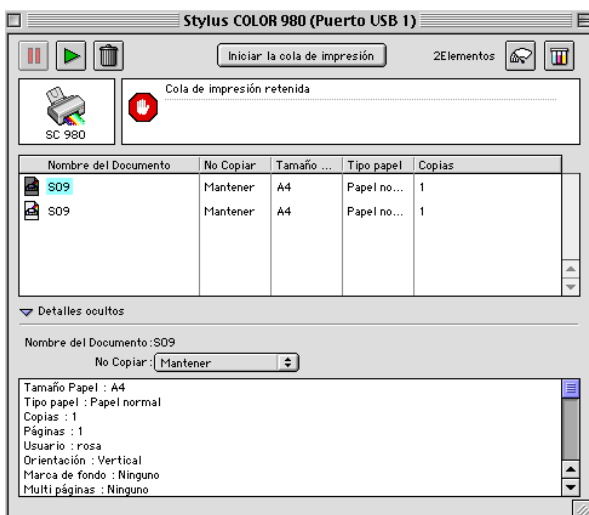 Stylus COLOR 980 (Puerto USB 1)
Iniciar la cola de impresión
2Elementos
Cola de impresión retenida
SC 980
Nombre del Documento No Copiar Tamaño ... Tipo papel Copias
S09 Mantener A4 Papel no... 1
S09 Mantener A4 Papel no... 1
Detalles ocultos
Nombre del Documento:S09
No Copiar: Mantener
Tamaño Papel : A4
Tipo papel : Papel normal
Copias : 1
Páginas : 1
Usuario : rosa
Orientación : Vertical
Marca de fondo : Ninguno
Multi páginas : Ninguno